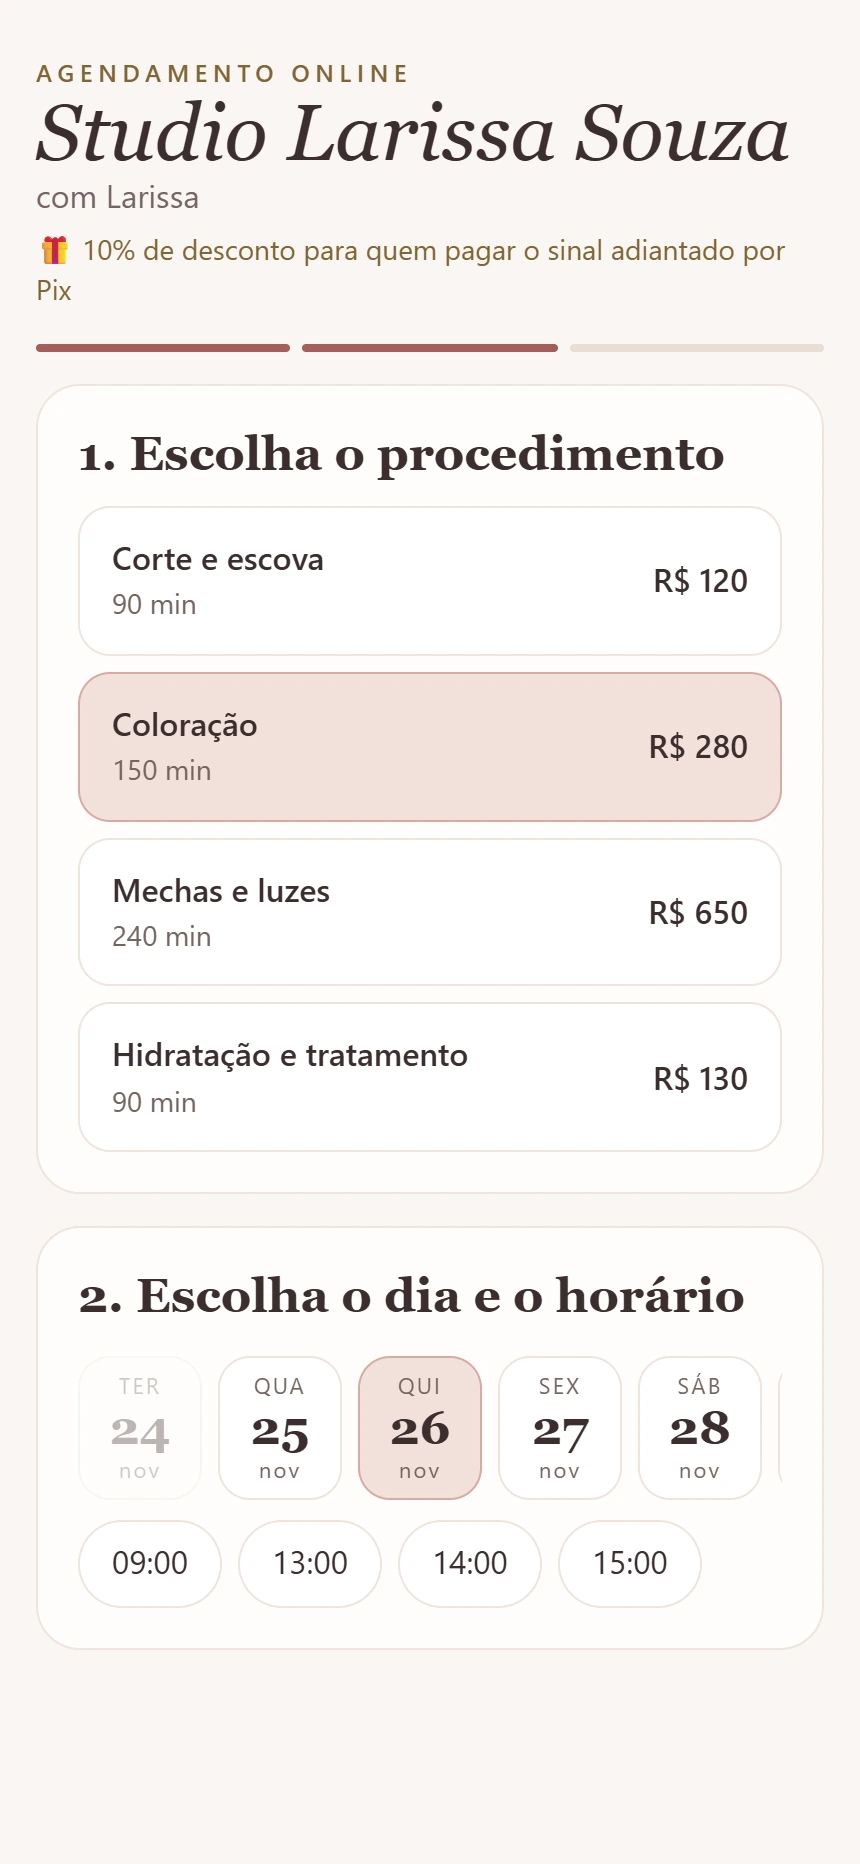 AGENDAMENTO ONLINE
Studio Larissa Souza
com Larissa
🎁 10% de desconto para quem pagar o sinal adiantado por
Pix
1. Escolha o procedimento
Corte e escova
90 min
R$ 120
Coloração
150 min
R$ 280
Mechas e luzes
240 min
R$ 650
Hidratação e tratamento
90 min
R$ 130
2. Escolha o dia e o horário
TER QUA QUI SEX SÁB
24 25 26 27 28
nov nov nov nov nov
09:00 13:00 14:00 15:00